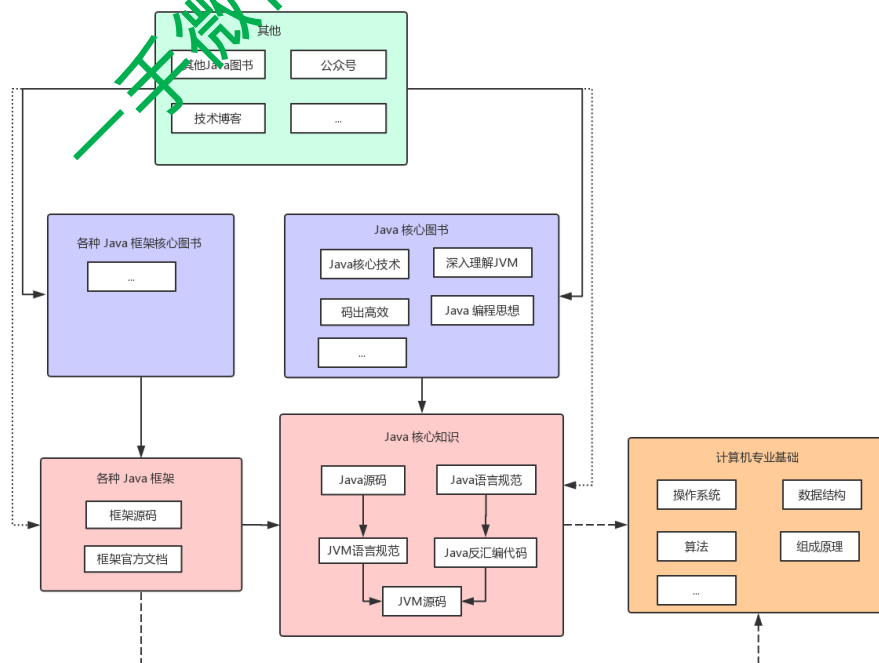 一手微
其他
其他Java图书
公众号
技术博客
...
各种 Java 框架核心图书
...
Java 核心图书
Java核心技术
深入理解JVM
码出高效
Java 编程思想
...
各种 Java 框架
框架源码
框架官方文档
Java 核心知识
Java源码
Java语言规范
JVM语言规范
Java反汇编代码
JVM源码
计算机专业基础
操作系统
数据结构
算法
组成原理
...